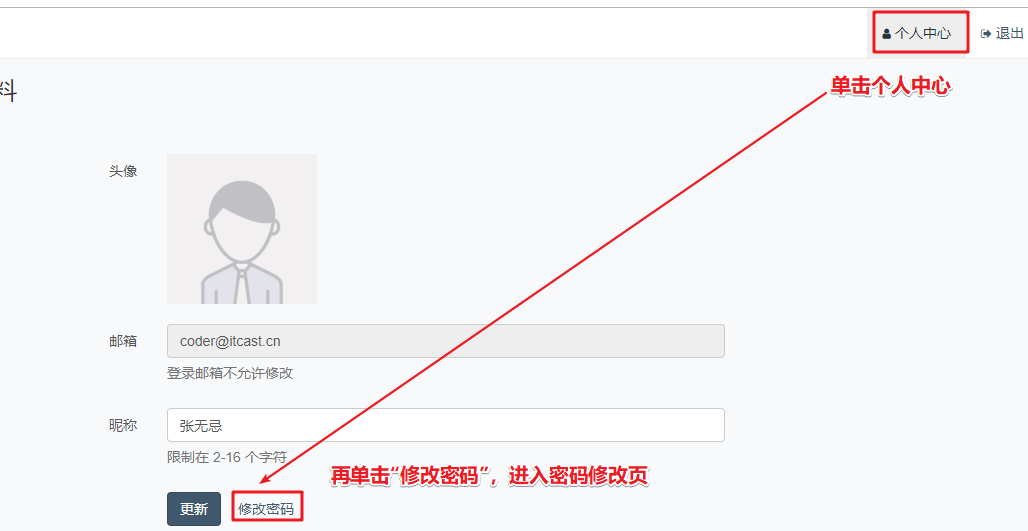 个人中心 退出
单击个人中心
料
头像
邮箱 coder@itcast.cn
登录邮箱不允许修改
昵称 张无忌
限制在 2-16 个字符
再单击“修改密码”，进入密码修改页
更新 修改密码